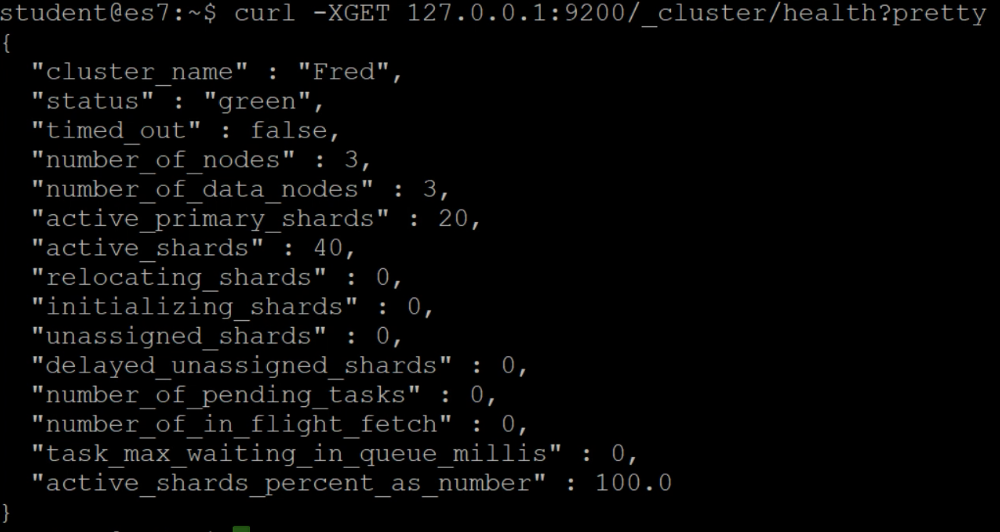 student@es7:~$ curl -XGET 127.0.0.1:9200/_cluster/health?pretty
{
  "cluster_name" : "Fred",
  "status" : "green",
  "timed_out" : false,
  "number_of_nodes" : 3,
  "number_of_data_nodes" : 3,
  "active_primary_shards" : 20,
  "active_shards" : 40,
  "relocating_shards" : 0,
  "initializing_shards" : 0,
  "unassigned_shards" : 0,
  "delayed_unassigned_shards" : 0,
  "number_of_pending_tasks" : 0,
  "number_of_in_flight_fetch" : 0,
  "task_max_waiting_in_queue_millis" : 0,
  "active_shards_percent_as_number" : 100.0
}